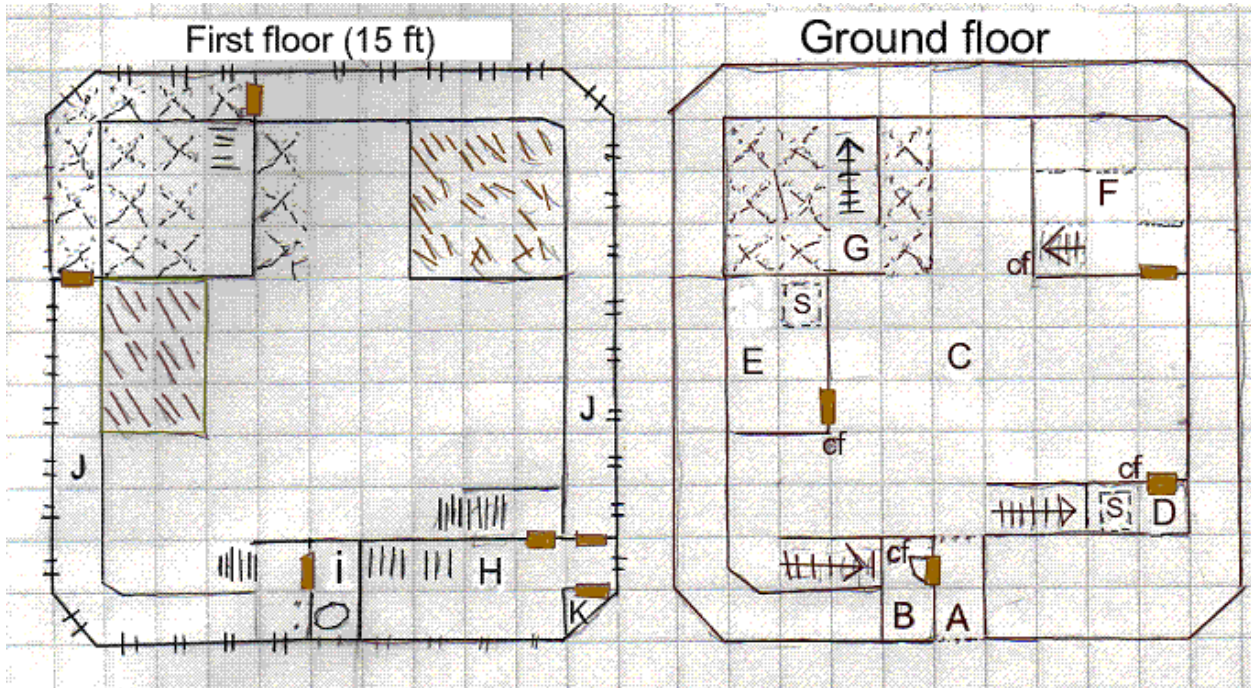 First floor (15 ft)
Ground floor
F
G
cf
S
E
C
J
cf
J
cf
S
D
i
H
cf
K
B
A